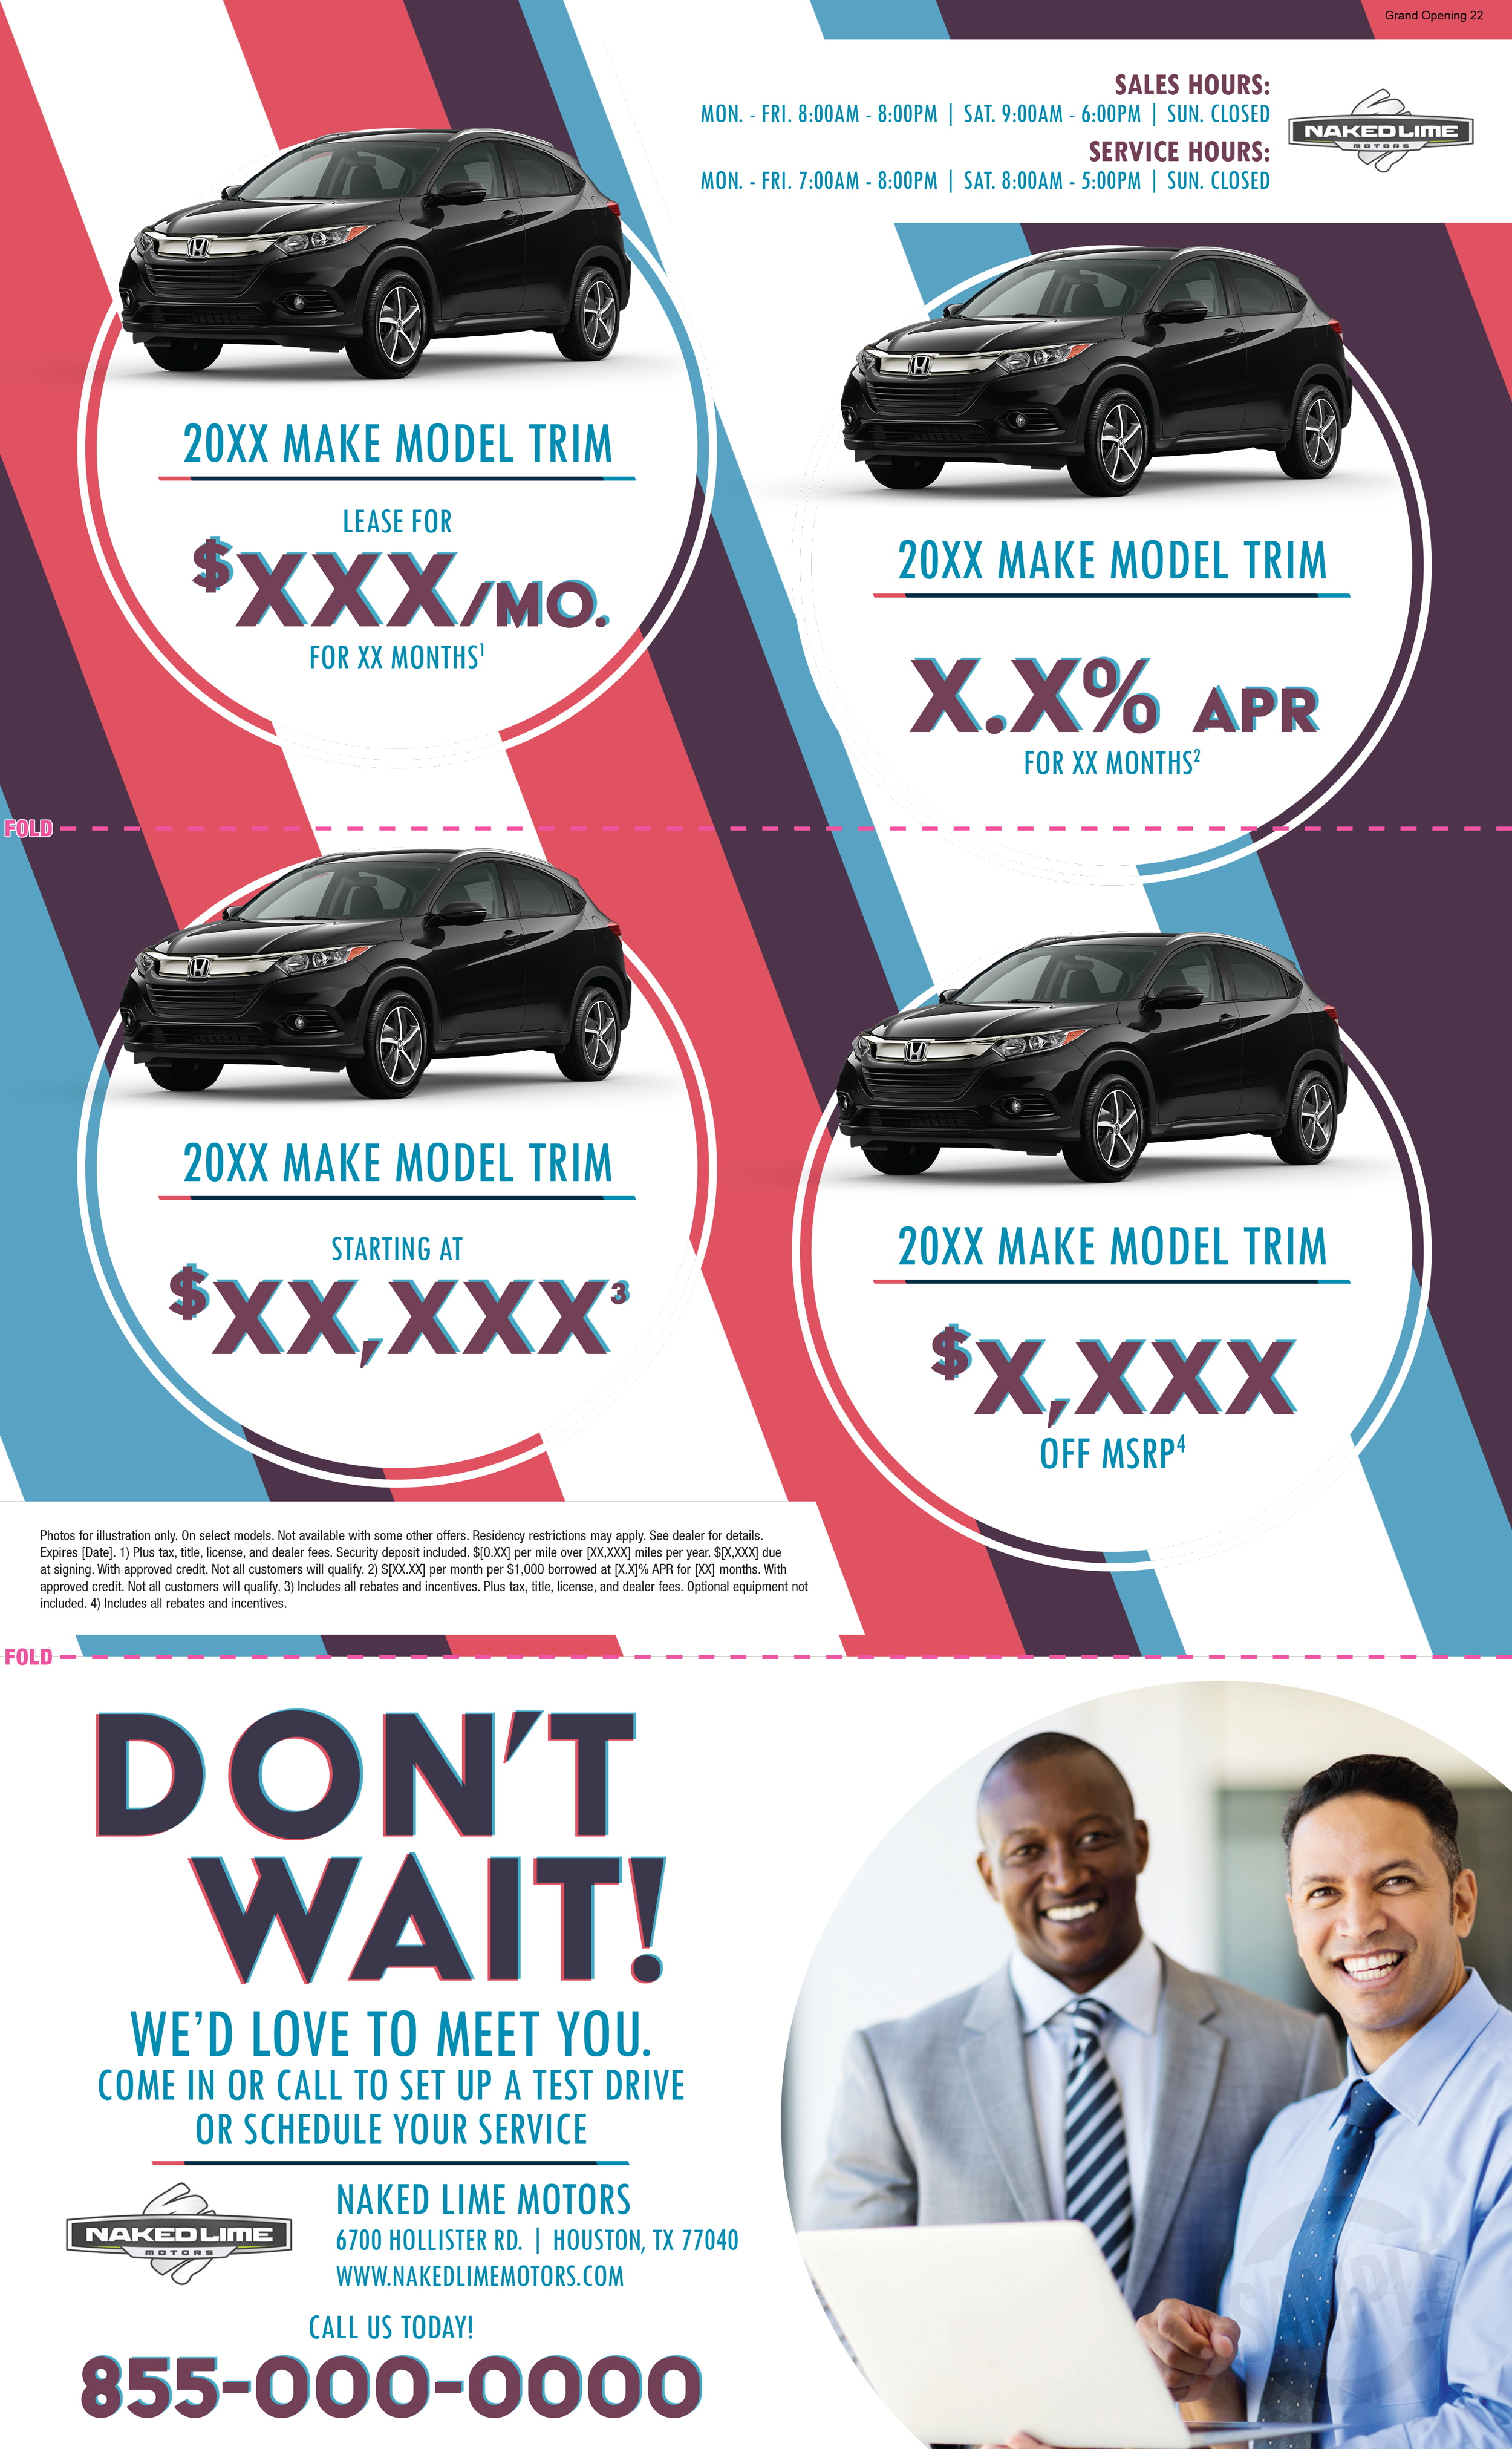 Grand Opening 22
SALES HOURS:
MON. - FRI. 8:00AM - 8:00PM | SAT. 9:00AM - 6:00PM | SUN. CLOSED
SERVICE HOURS:
MON. - FRI. 7:00AM - 8:00PM | SAT. 8:00AM - 5:00PM | SUN. CLOSED
NAKED LIME
MOTORS
20XX MAKE MODEL TRIM
LEASE FOR
$XXX/MO.
FOR XX MONTHS¹
20XX MAKE MODEL TRIM
X.X% APR
FOR XX MONTHS²
FOLD
20XX MAKE MODEL TRIM
STARTING AT
$XX,XXX³
20XX MAKE MODEL TRIM
$X,XXX
OFF MSRP⁴
Photos for illustration only. On select models. Not available with some other offers. Residency restrictions may apply. See dealer for details.
Expires [Date]. 1) Plus tax, title, license, and dealer fees. Security deposit included. $[0.XX] per mile over [XX,XXX] miles per year. $[X,XXX] due
at signing. With approved credit. Not all customers will qualify. 2) $[XX.XX] per month per $1,000 borrowed at [X.X]% APR for [XX] months. With
approved credit. Not all customers will qualify. 3) Includes all rebates and incentives. Plus tax, title, license, and dealer fees. Optional equipment not
included. 4) Includes all rebates and incentives.
FOLD
DON'T
WAIT!
WE'D LOVE TO MEET YOU.
COME IN OR CALL TO SET UP A TEST DRIVE
OR SCHEDULE YOUR SERVICE
NAKED LIME
MOTORS
NAKED LIME MOTORS
6700 HOLLISTER RD. | HOUSTON, TX 77040
WWW.NAKEDLIMEMOTORS.COM
CALL US TODAY!
855-000-0000
SAMPLE